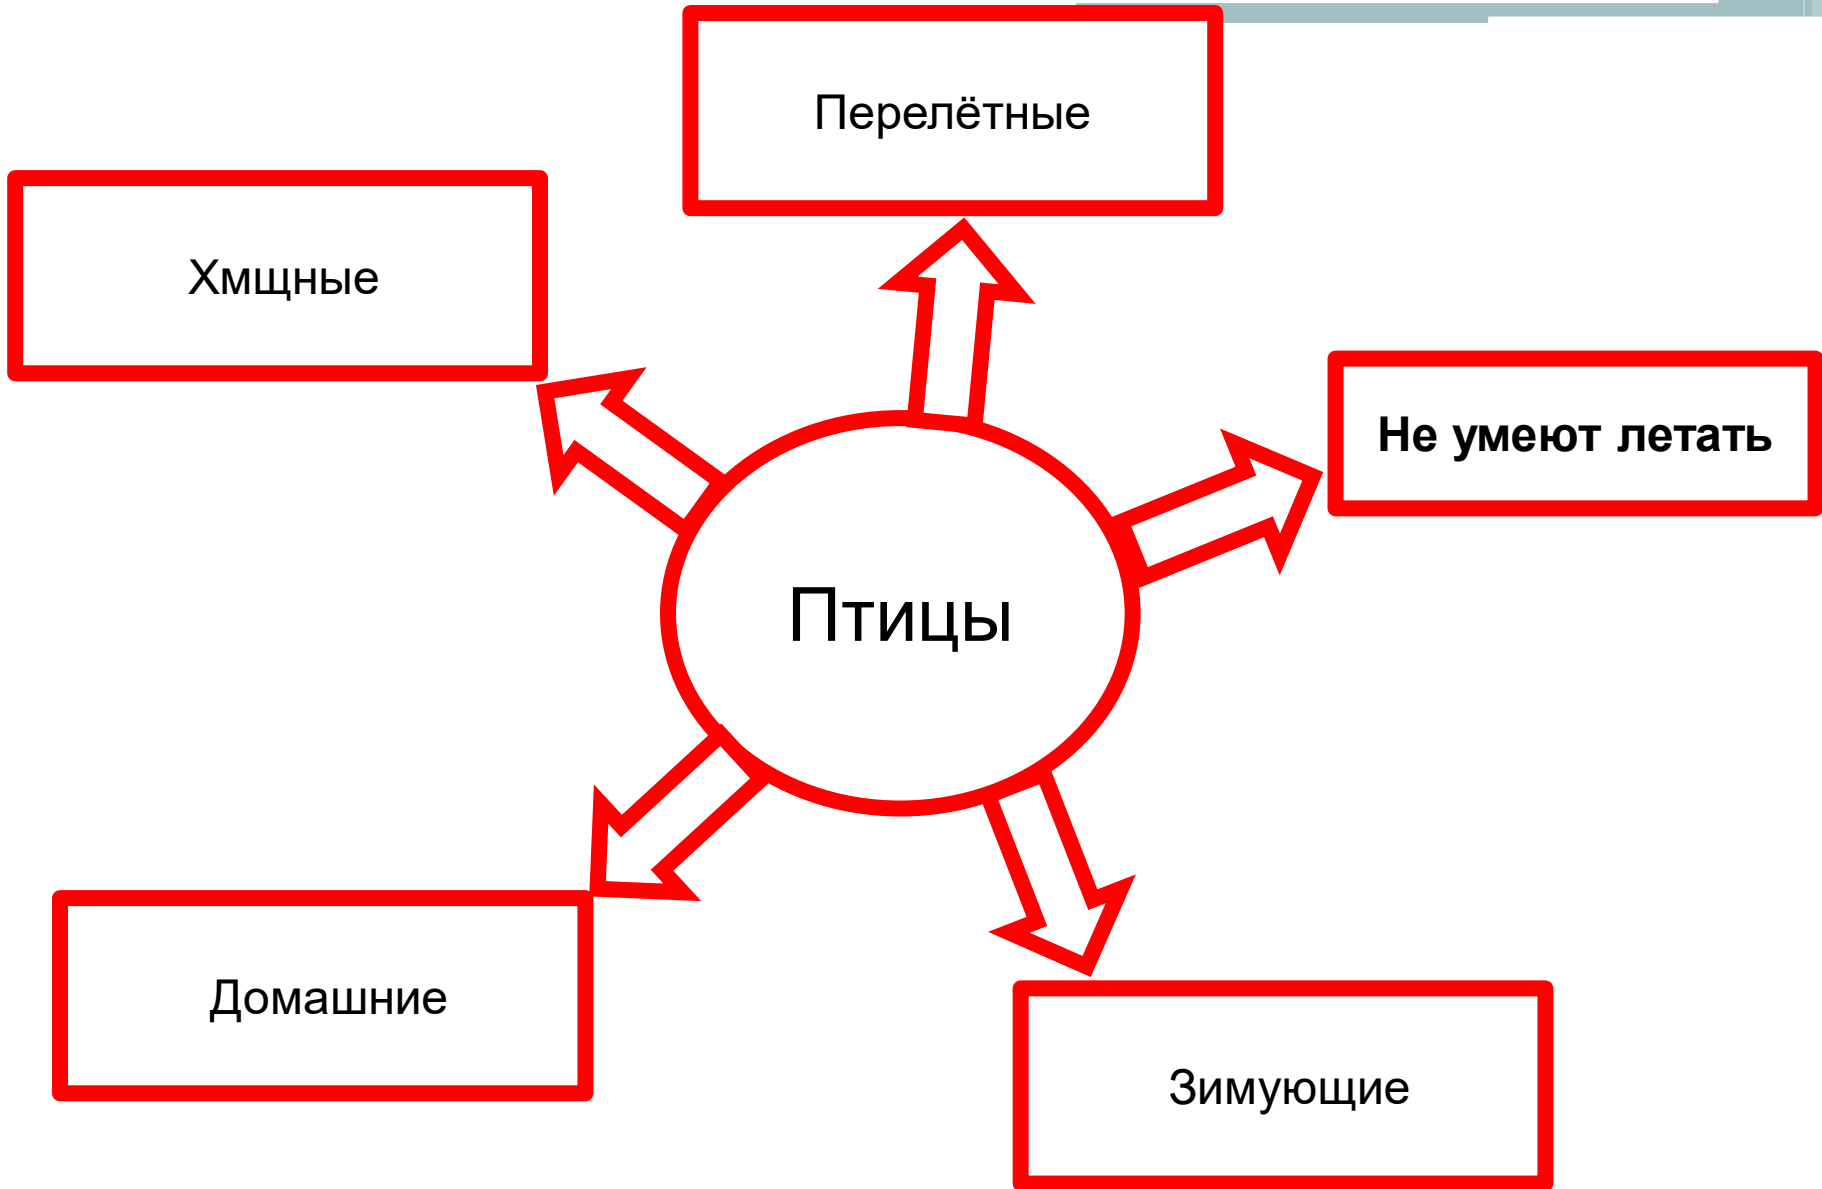 Перелётные
Хмщные
Не умеют летать
Птицы
Домашние
Зимующие